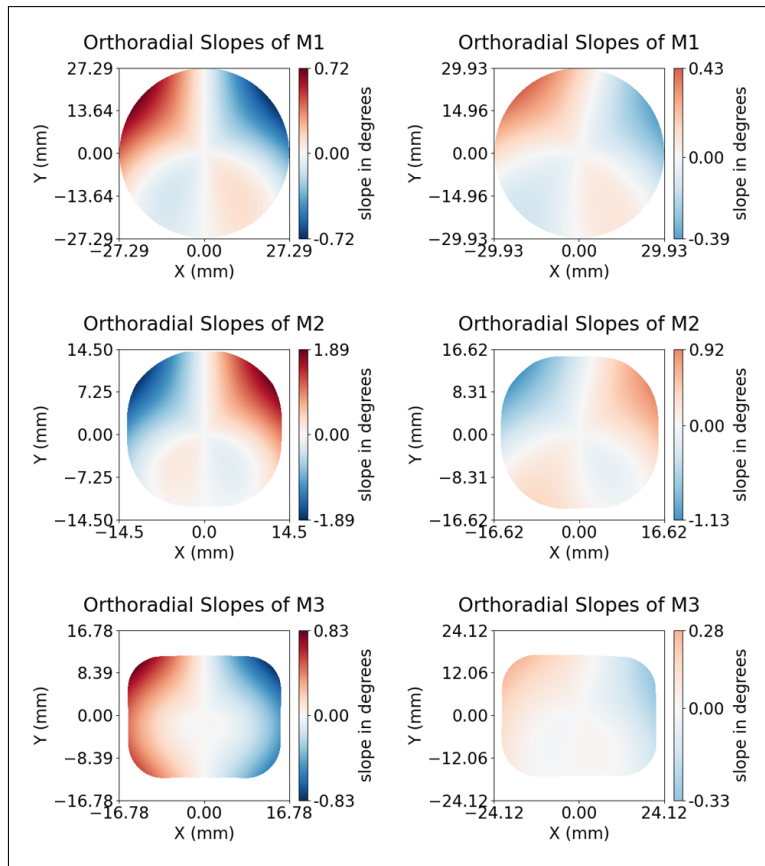 Orthoradial Slopes of M1
27.29
13.64
0.00
−13.64
−27.29
Y (mm)
−27.29 0.00 27.29
X (mm)
0.72
0.00
-0.72
slope in degrees
Orthoradial Slopes of M1
29.93
14.96
0.00
−14.96
−29.93
Y (mm)
−29.93 0.00 29.93
X (mm)
0.43
0.00
-0.39
slope in degrees
Orthoradial Slopes of M2
14.50
7.25
0.00
−7.25
−14.50
Y (mm)
−14.5 0.0 14.5
X (mm)
1.89
0.00
-1.89
slope in degrees
Orthoradial Slopes of M2
16.62
8.31
0.00
−8.31
−16.62
Y (mm)
−16.62 0.0 16.62
X (mm)
0.92
0.00
-1.13
slope in degrees
Orthoradial Slopes of M3
16.78
8.39
0.00
−8.39
−16.78
Y (mm)
−16.78 0.00 16.78
X (mm)
0.83
0.00
-0.83
slope in degrees
Orthoradial Slopes of M3
24.12
12.06
0.00
−12.06
−24.12
Y (mm)
−24.12 0.00 24.12
X (mm)
0.28
0.00
-0.33
slope in degrees